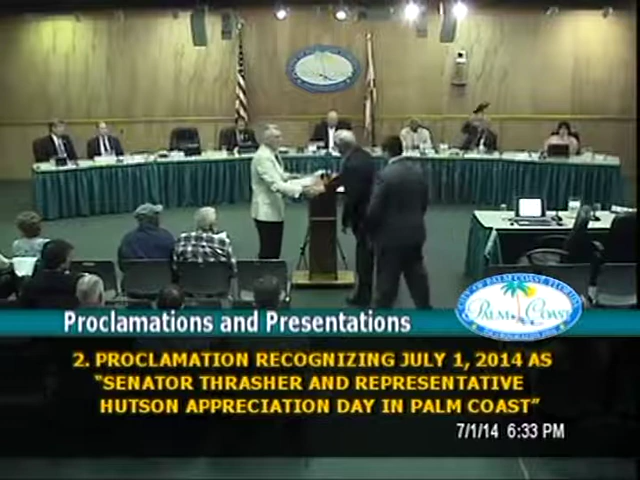 Proclamations and Presentations
Palm Coast
2. PROCLAMATION RECOGNIZING JULY 1, 2014 AS
"SENATOR THRASHER AND REPRESENTATIVE
HUTSON APPRECIATION DAY IN PALM COAST"
7/1/14 6:33 PM